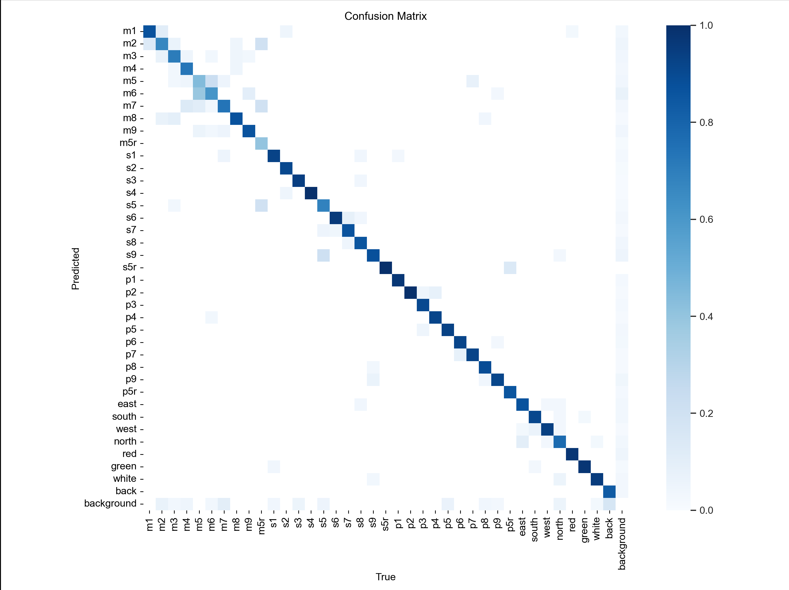 Confusion Matrix
m1
m2
m3
m4
m5
m6
m7
m8
m9
m5r
s1
s2
s3
s4
s5
s6
s7
s8
s9
s5r
p1
p2
p3
p4
p5
p6
p7
p8
p9
p5r
east
south
west
north
red
green
white
back
background
Predicted
m1 m2 m3 m4 m5 m6 m7 m8 m9 m5r s1 s2 s3 s4 s5 s6 s7 s8 s9 s5r p1 p2 p3 p4 p5 p6 p7 p8 p9 p5r east south west north red green white back background
True
1.0
0.8
0.6
0.4
0.2
0.0